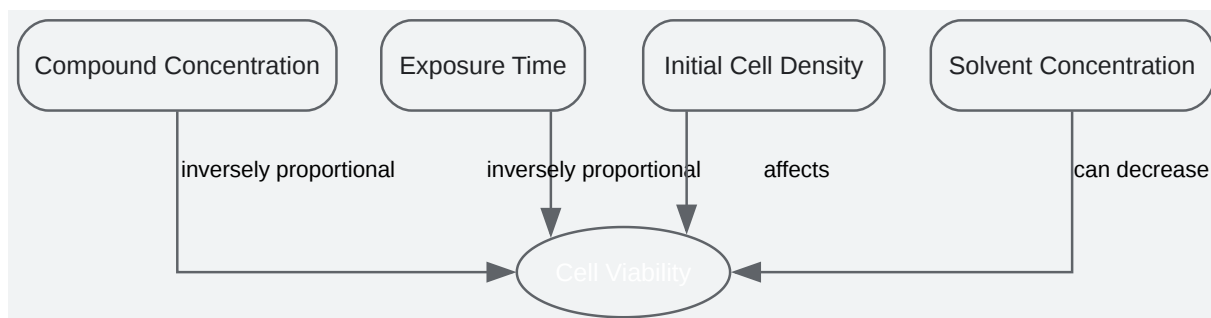 Compound Concentration
Exposure Time
Initial Cell Density
Solvent Concentration
inversely proportional
inversely proportional
affects
can decrease
Cell Viability